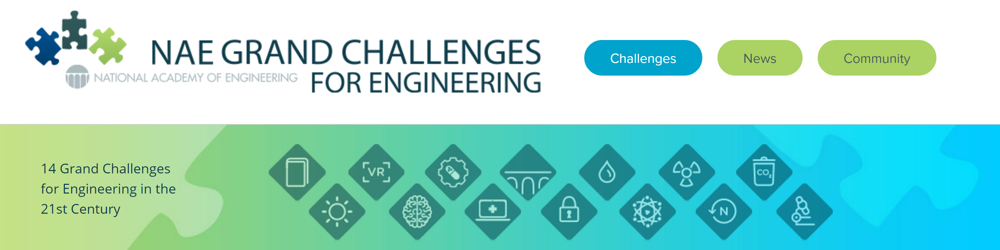 NAE GRAND CHALLENGES
NATIONAL ACADEMY OF ENGINEERING
FOR ENGINEERING
Challenges
News
Community
14 Grand Challenges
for Engineering in the
21st Century
VR
CO₂
N